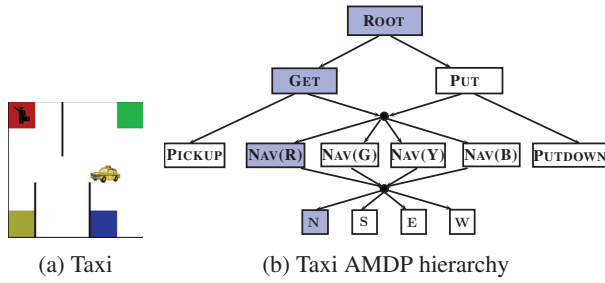 ROOT
GET PUT
PICKUP NAV(R) NAV(G) NAV(Y) NAV(B) PUTDOWN
N S E W
(a) Taxi (b) Taxi AMDP hierarchy